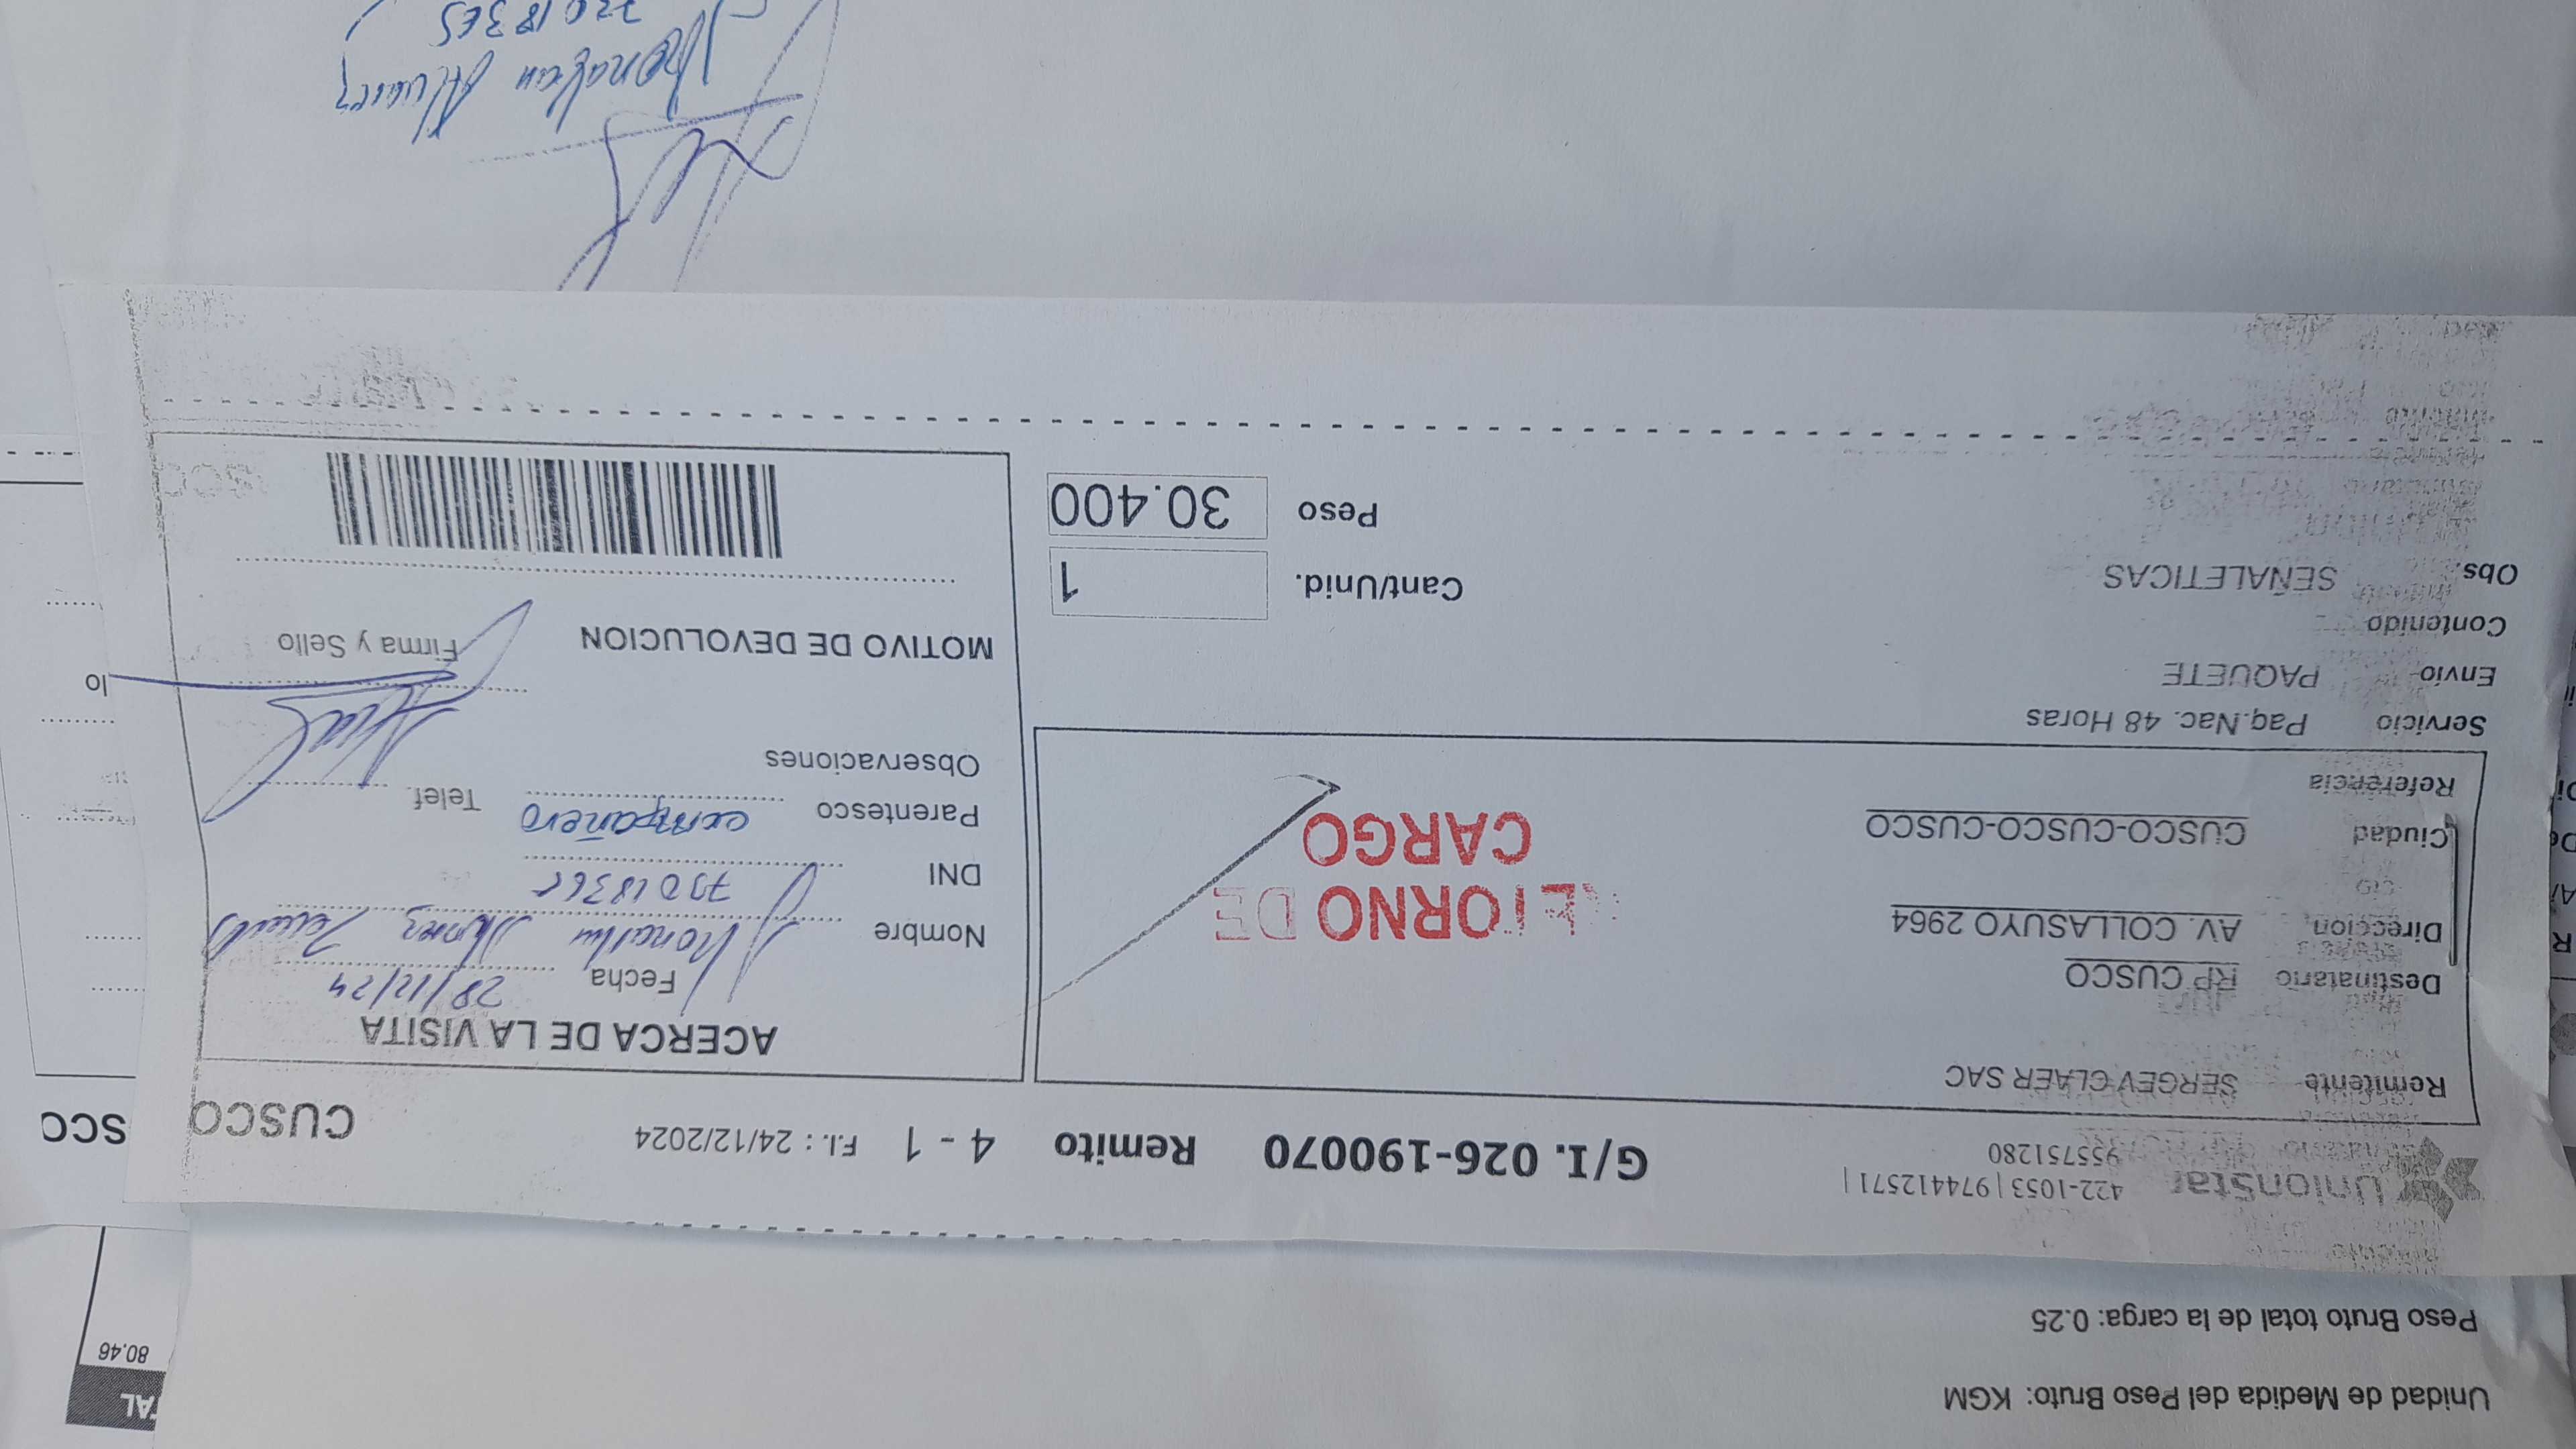 Unidad de Medida del Peso Bruto: KGM
Peso Bruto total de la carga: 0.25
80.46
UnionStar
422-1053 | 974412571 |
955751280
G/I. 026-190070 Remito 4 - 1 F.I. : 24/12/2024 CUSCO
Remitente SERGEV CLAER SAC
Destinatario RP CUSCO
Direccion AV. COLLASUYO 2964
Ciudad CUSCO-CUSCO-CUSCO
Referencia
RETORNO DE
CARGO
ACERCA DE LA VISITA
Fecha 28/12/24
Nombre
DNI
Parentesco compañero Telef.
Observaciones
Firma y Sello
MOTIVO DE DEVOLUCION
Servicio Paq.Nac. 48 Horas
Envio PAQUETE
Contenido
Obs. SEÑALETICAS
Cant/Unid. 1
Peso 30.400